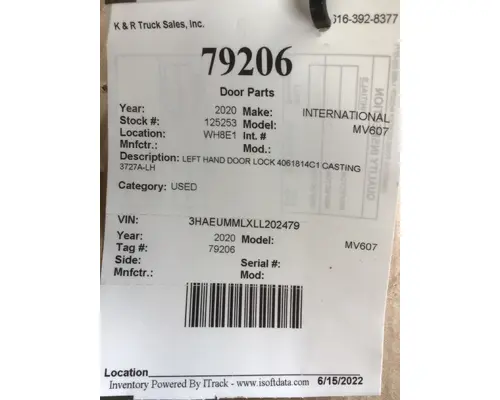 K & R Truck Sales, Inc. 616-392-8377
79206
Door Parts
Year: 2020 Make: INTERNATIONAL
Stock #: 125253 Model: MV607
Location: WH8E1 Int. #
Mnfctr.: Mod.:
Description: LEFT HAND DOOR LOCK 4061814C1 CASTING
3727A-LH
Category: USED
VIN: 3HAEUMMLXLL202479
Year: 2020 Model: MV607
Tag #: 79206
Side: Serial #:
Mnfctr.: Mod:
Location
Inventory Powered By ITrack - www.isoftdata.com 6/15/2022